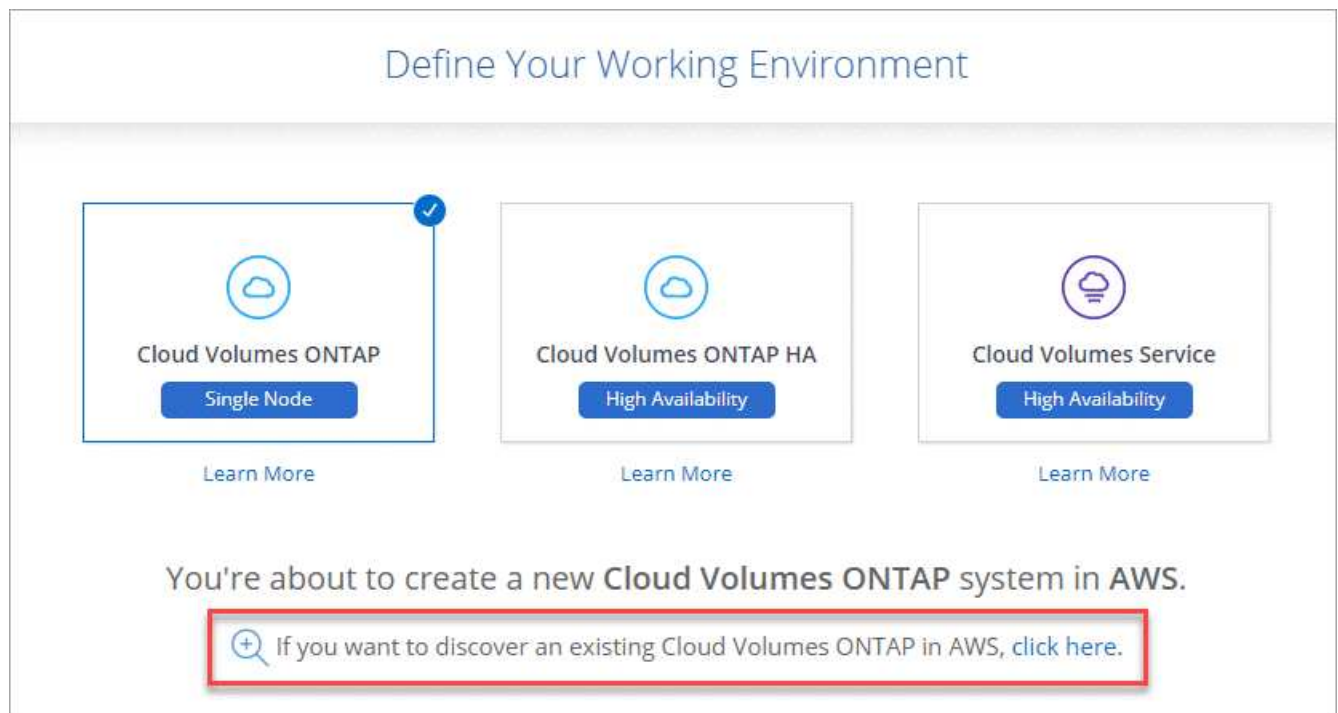 Define Your Working Environment
Cloud Volumes ONTAP
Single Node
Learn More
Cloud Volumes ONTAP HA
High Availability
Learn More
Cloud Volumes Service
High Availability
Learn More
You're about to create a new Cloud Volumes ONTAP system in AWS.
If you want to discover an existing Cloud Volumes ONTAP in AWS, click here.